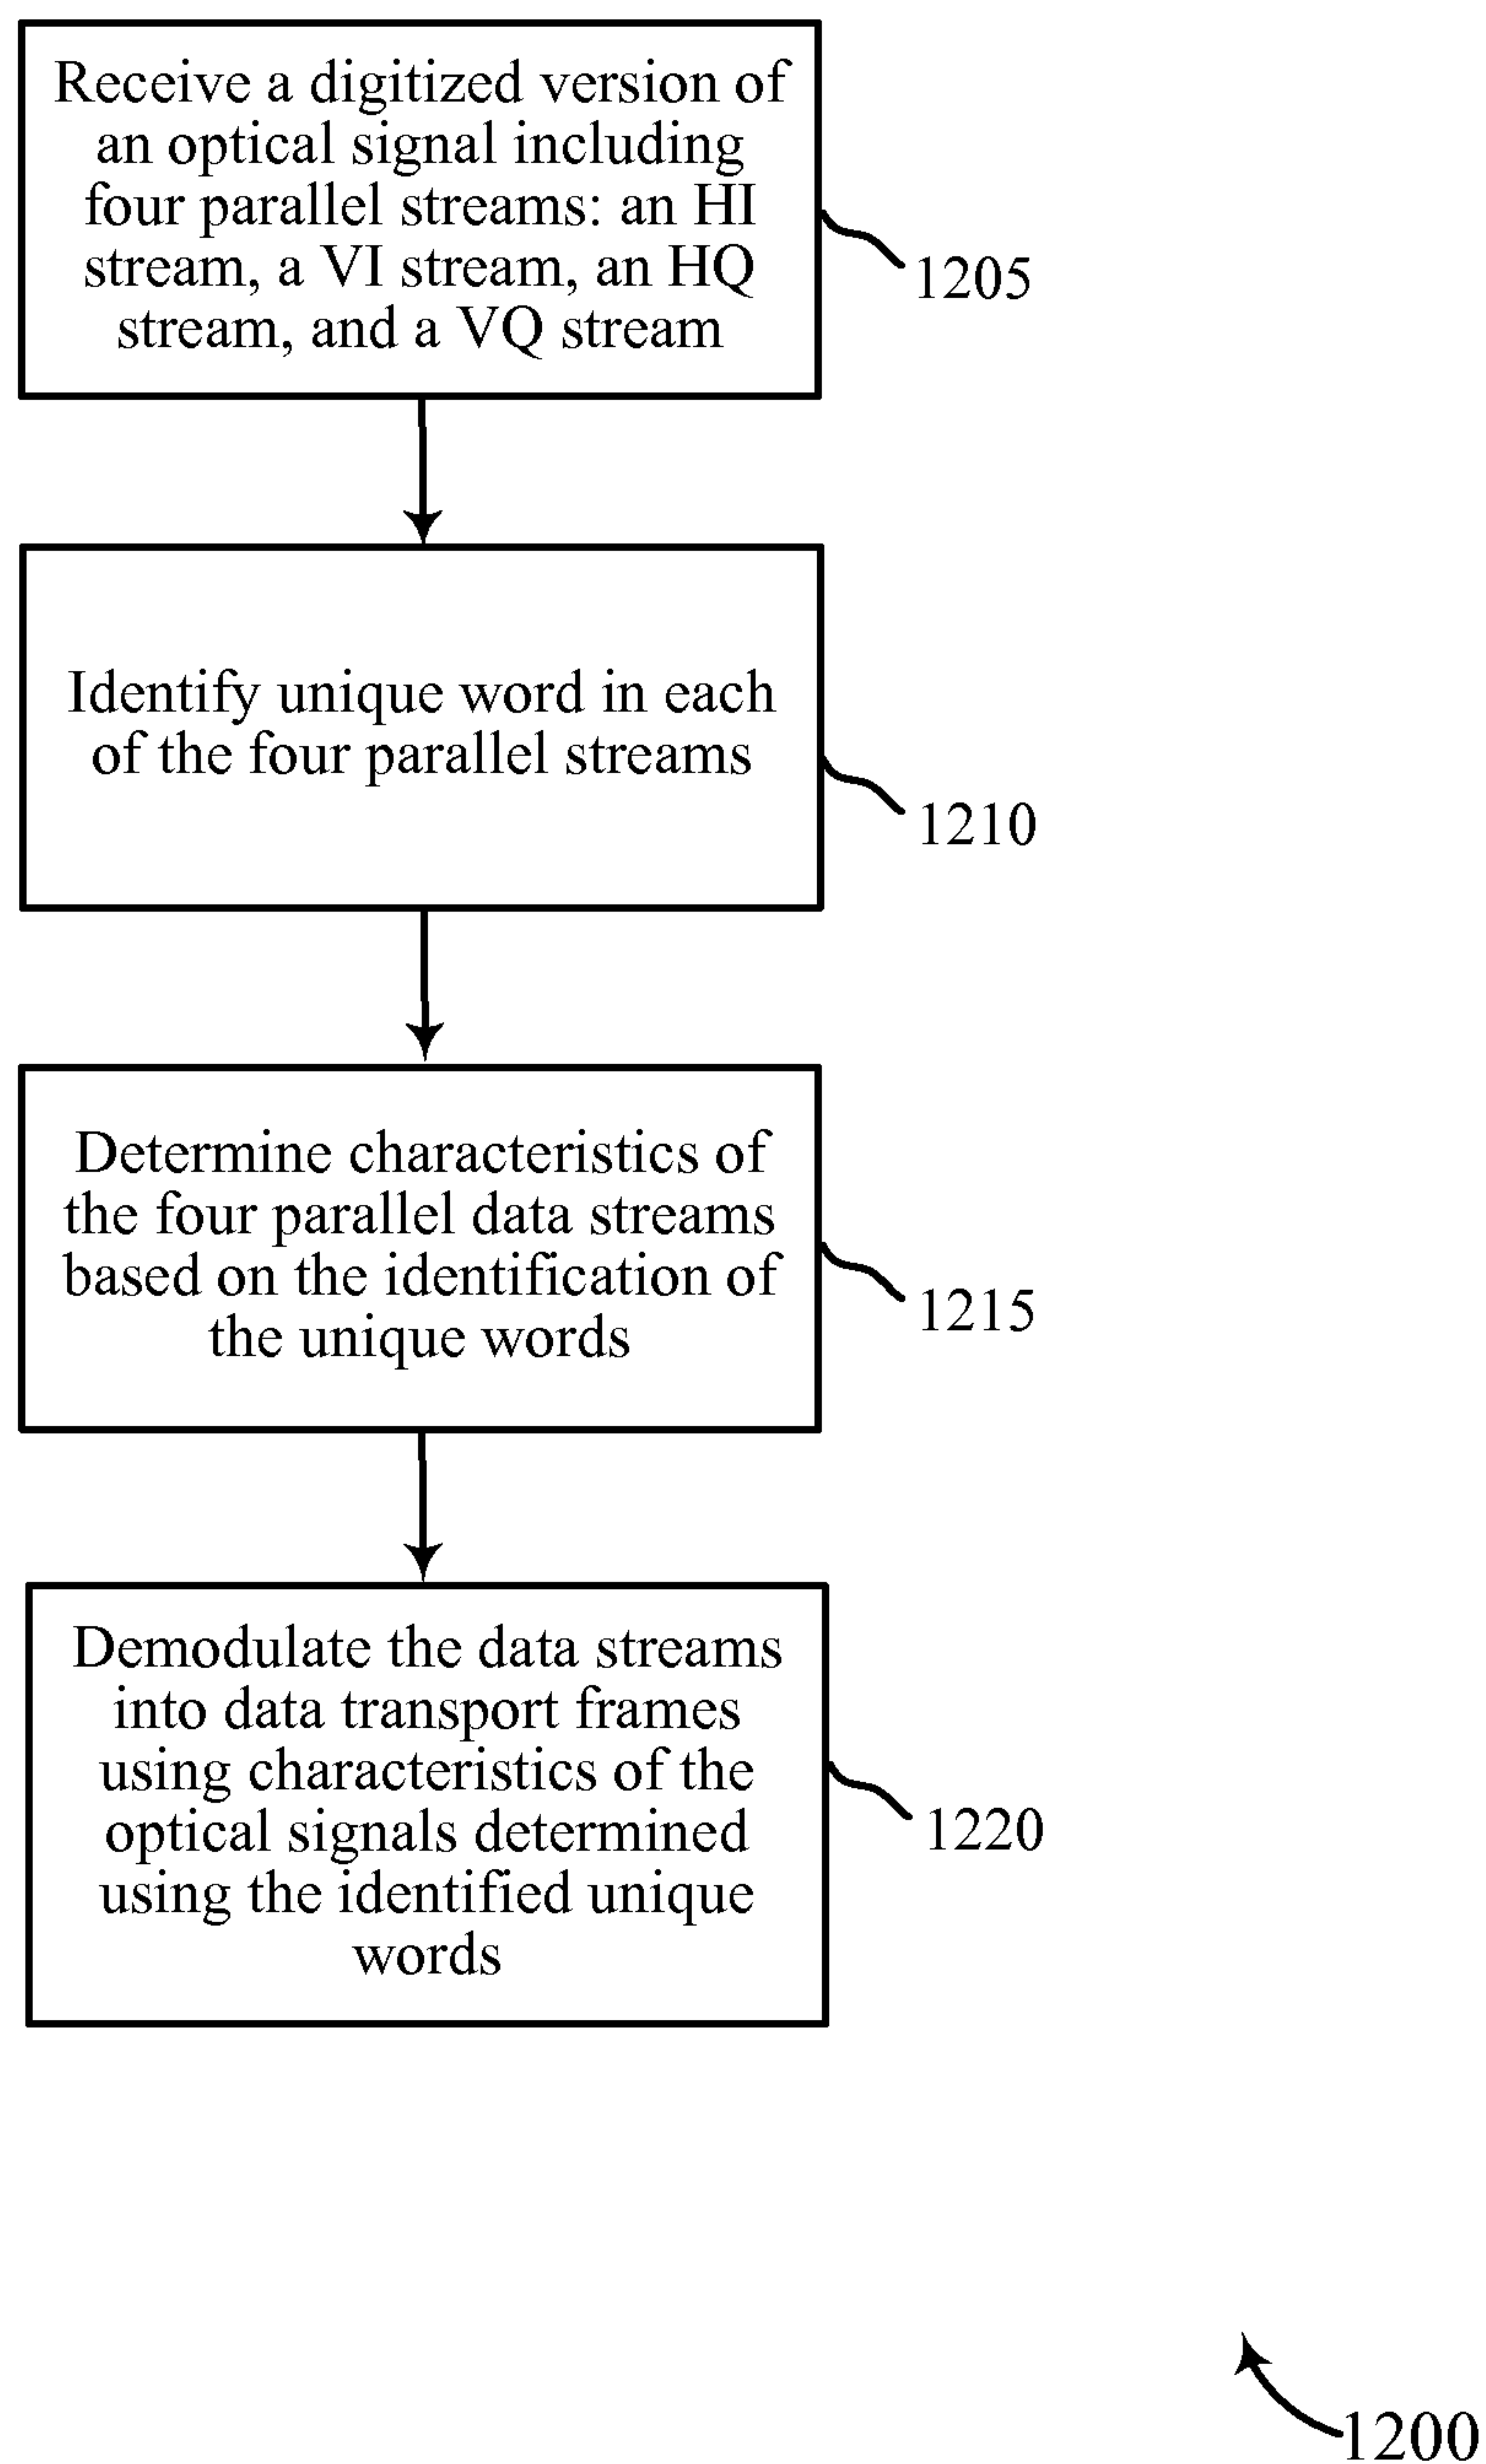 Receive a digitized version of
an optical signal including
four parallel streams: an HI
stream, a VI stream, an HQ
stream, and a VQ stream
1205
Identify unique word in each
of the four parallel streams
1210
Determine characteristics of
the four parallel data streams
based on the identification of
the unique words
1215
Demodulate the data streams
into data transport frames
using characteristics of the
optical signals determined
using the identified unique
words
1220
1200